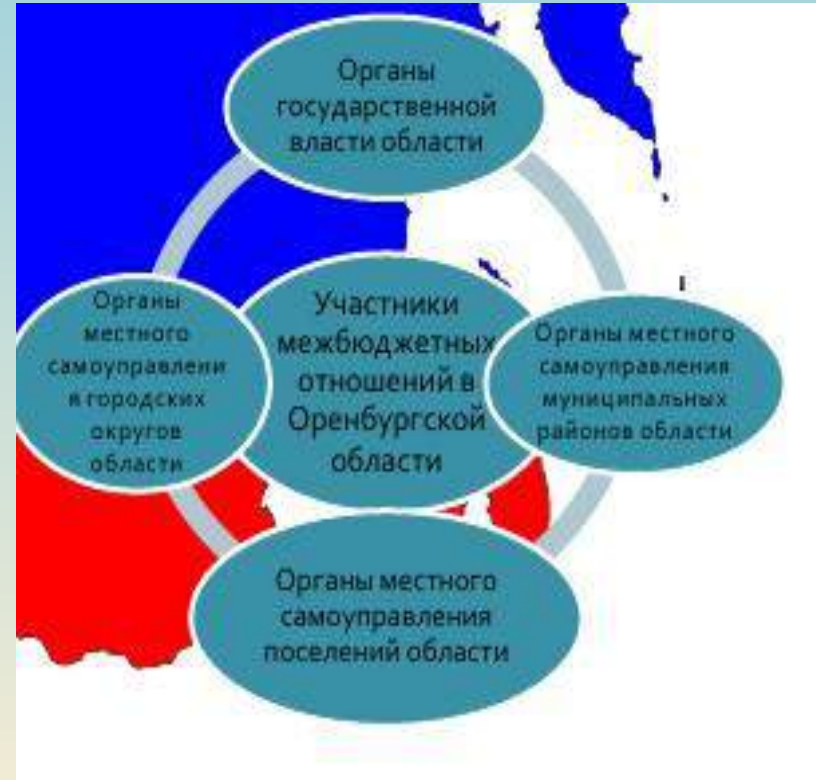 Органы
государственной
власти области
Органы
местного
самоуправлени
я городских
округов
области
Участники
межбюджетных
отношений в
Оренбургской
области
Органы местного
самоуправления
муниципальных
районов области
Органы местного
самоуправления
поселений области